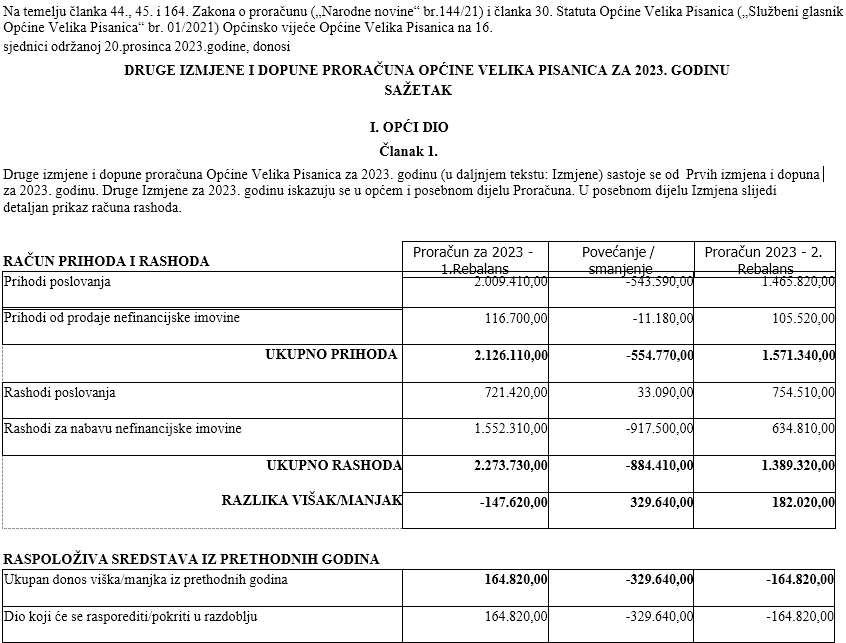 Na temelju članka 44., 45. i 164. Zakona o proračunu („Narodne novine“ br.144/21) i članka 30. Statuta Općine Velika Pisanica („Službeni glasnik
Općine Velika Pisanica“ br. 01/2021) Općinsko vijeće Općine Velika Pisanica na 16.
sjednici održanoj 20.prosinca 2023.godine, donosi
DRUGE IZMJENE I DOPUNE PRORAČUNA OPĆINE VELIKA PISANICA ZA 2023. GODINU
SAŽETAK
I. OPĆI DIO
Članak 1.
Druge izmjene i dopune proračuna Općine Velika Pisanica za 2023. godinu (u daljnjem tekstu: Izmjene) sastoje se od Prvih izmjena i dopuna
za 2023. godinu. Druge Izmjene za 2023. godinu iskazuju se u općem i posebnom dijelu Proračuna. U posebnom dijelu Izmjena slijedi
detaljan prikaz računa rashoda.
RAČUN PRIHODA I RASHODA Proračun za 2023 - 1.Rebalans Povećanje / smanjenje Proračun 2023 - 2. Rebalans
Prihodi poslovanja 2.009.410,00 -543.590,00 1.465.820,00
Prihodi od prodaje nefinancijske imovine 116.700,00 -11.180,00 105.520,00
UKUPNO PRIHODA 2.126.110,00 -554.770,00 1.571.340,00
Rashodi poslovanja 721.420,00 33.090,00 754.510,00
Rashodi za nabavu nefinancijske imovine 1.552.310,00 -917.500,00 634.810,00
UKUPNO RASHODA 2.273.730,00 -884.410,00 1.389.320,00
RAZLIKA VIŠAK/MANJAK -147.620,00 329.640,00 182.020,00
RASPOLOŽIVA SREDSTAVA IZ PRETHODNIH GODINA
Ukupan donos viška/manjka iz prethodnih godina 164.820,00 -329.640,00 -164.820,00
Dio koji će se rasporediti/pokriti u razdoblju 164.820,00 -329.640,00 -164.820,00